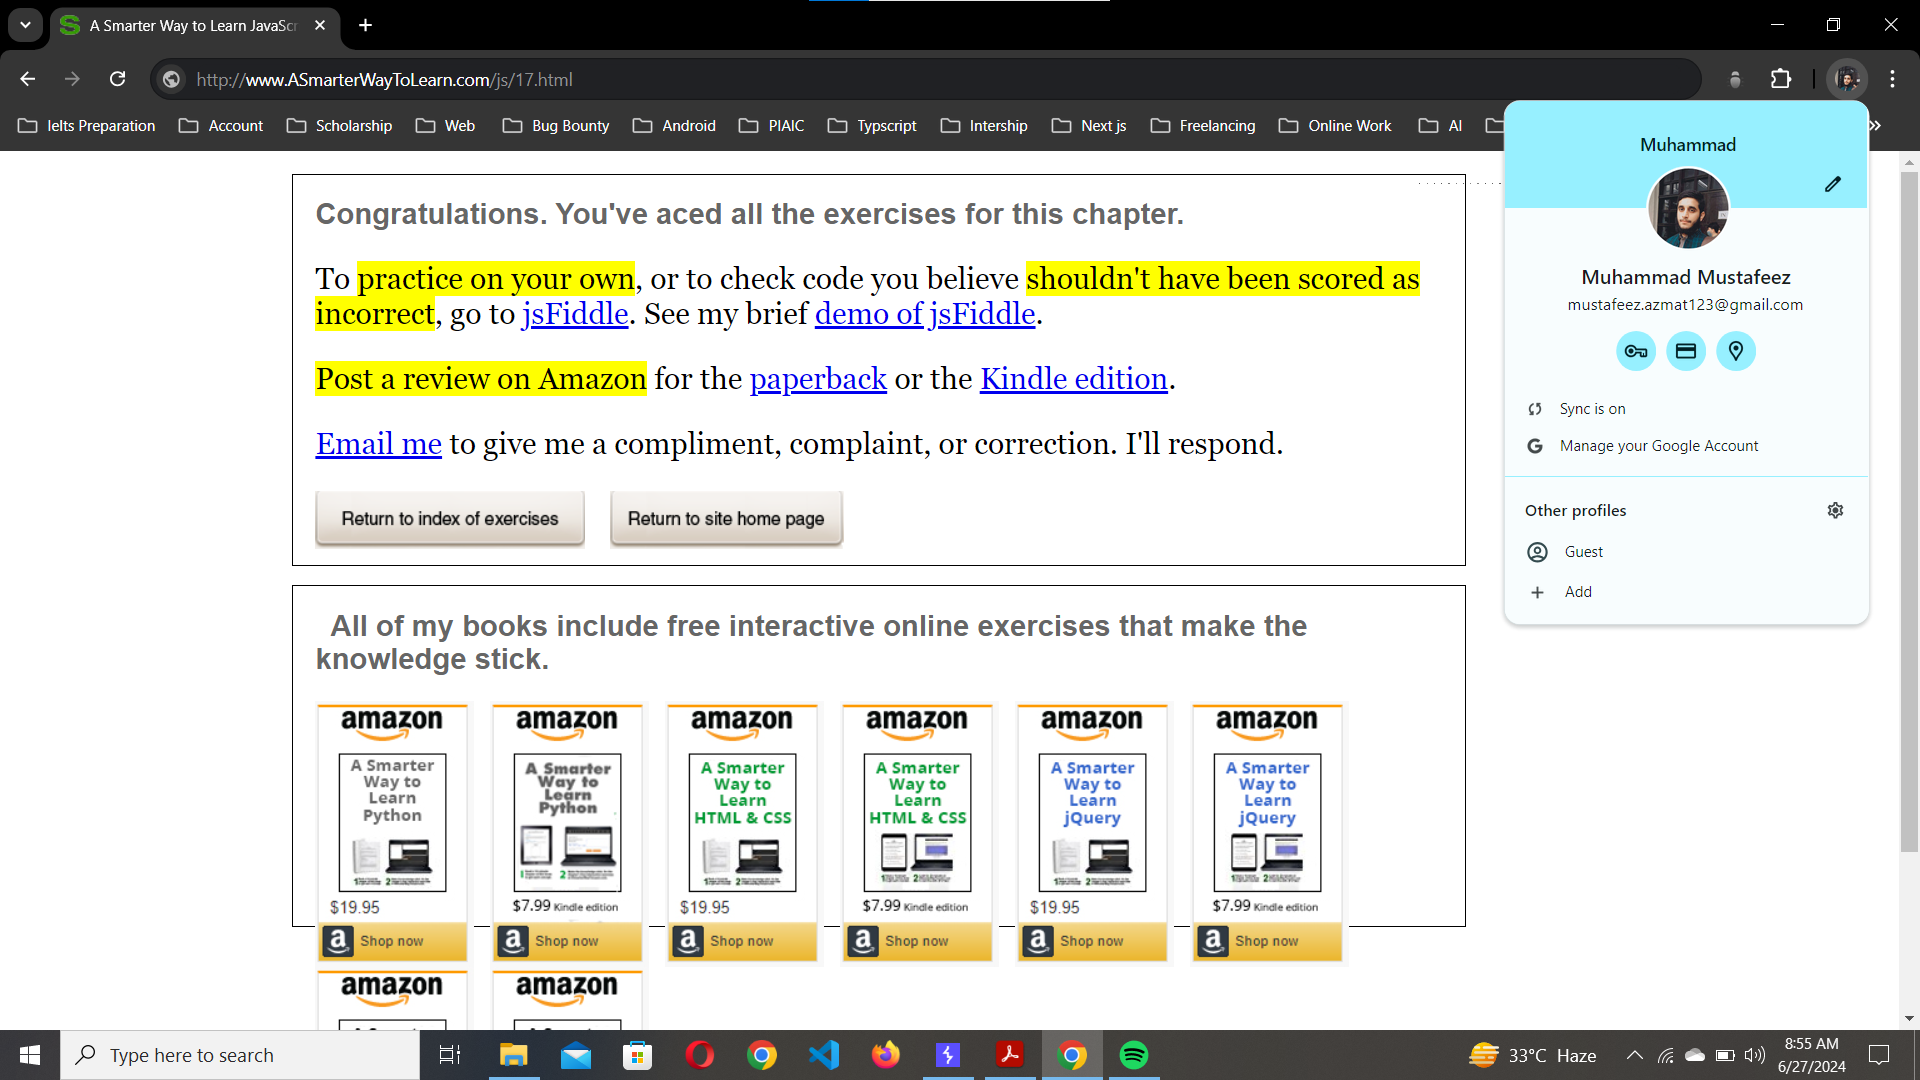 A Smarter Way to Learn JavaScr
http://www.ASmarterWayToLearn.com/js/17.html
Ielts Preparation
Account
Scholarship
Web
Bug Bounty
Android
PIAIC
Typscript
Intership
Next js
Freelancing
Online Work
AI
Muhammad
Muhammad Mustafeez
mustafeez.azmat123@gmail.com
Sync is on
Manage your Google Account
Other profiles
Guest
Add
Congratulations. You've aced all the exercises for this chapter.
To practice on your own, or to check code you believe shouldn't have been scored as
incorrect, go to jsFiddle. See my brief demo of jsFiddle.
Post a review on Amazon for the paperback or the Kindle edition.
Email me to give me a compliment, complaint, or correction. I'll respond.
Return to index of exercises
Return to site home page
All of my books include free interactive online exercises that make the
knowledge stick.
amazon
A Smarter
Way to
Learn
Python
$19.95
Shop now
amazon
A Smarter
Way to
Learn
Python
$7.99 Kindle edition
Shop now
amazon
A Smarter
Way to
Learn
HTML & CSS
$19.95
Shop now
amazon
A Smarter
Way to
Learn
HTML & CSS
$7.99 Kindle edition
Shop now
amazon
A Smarter
Way to
Learn
jQuery
$19.95
Shop now
amazon
A Smarter
Way to
Learn
jQuery
$7.99 Kindle edition
Shop now
amazon
amazon
Type here to search
33°C Haze
8:55 AM
6/27/2024